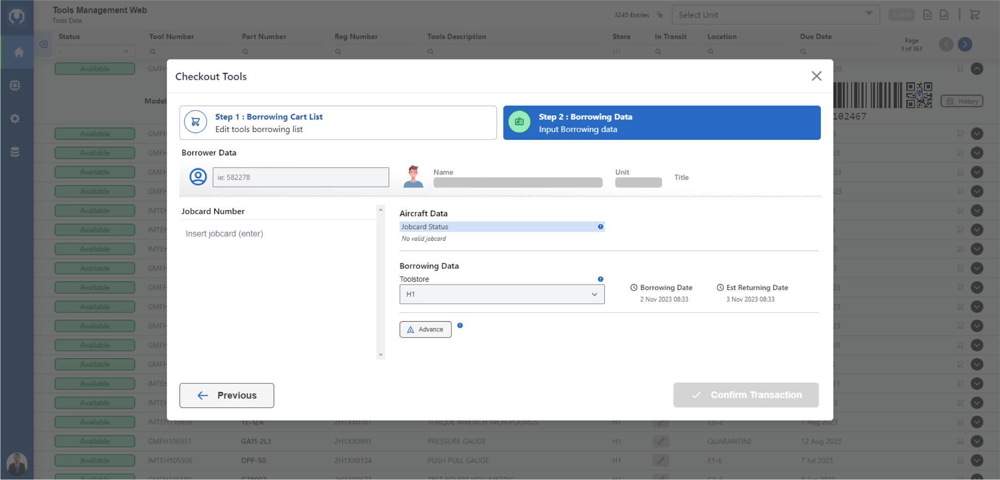 Tools Management Web
Tools Data
3245 Entries
Select Unit
Export
Status Tool Number Part Number Reg Number Tools Description Store In Transit Location Due Date
Page
1 of 163
-
H1
Available GMFH 20
Checkout Tools
Model
History
102467
Step 1 : Borrowing Cart List
Edit tools borrowing list
Step 2 : Borrowing Data
Input Borrowing data
Available GMFH 3
Borrower Data
Available GMFH 23
ie: 582278
Name
Unit
Title
Available GMFH 23
Available GMFH 023
Jobcard Number
Insert jobcard (enter)
Available IMTEH 3
Available IMTEH 3
Available GMFH 3
Aircraft Data
Jobcard Status
No valid jobcard
Borrowing Data
Toolstore
H1
Borrowing Date
2 Nov 2023 08:33
Est Returning Date
3 Nov 2023 08:33
Available GMFH 3
Available GMFH 23
Available GMFH 23
Advance
Available GMFH 23
Available GMFH 20
Available GMFH
Available IMTEH 21
Previous
Confirm Transaction
Available IMTEH 3
Available IMTEH110839 TE-12A 2H1XX0107 TORQUE WRENCH INCH-POUNDS H1 C5-2 7 Aug 2023
Available GMFH106951 GA11-2L3 2H1XX0991 PRESSURE GAUGE H1 QUARANTINE 12 Aug 2023
Available IMTEH105506 DPP-50 2H1XX0134 PUSH PULL GAUGE H1 E1-6 7 Jul 2023
Available